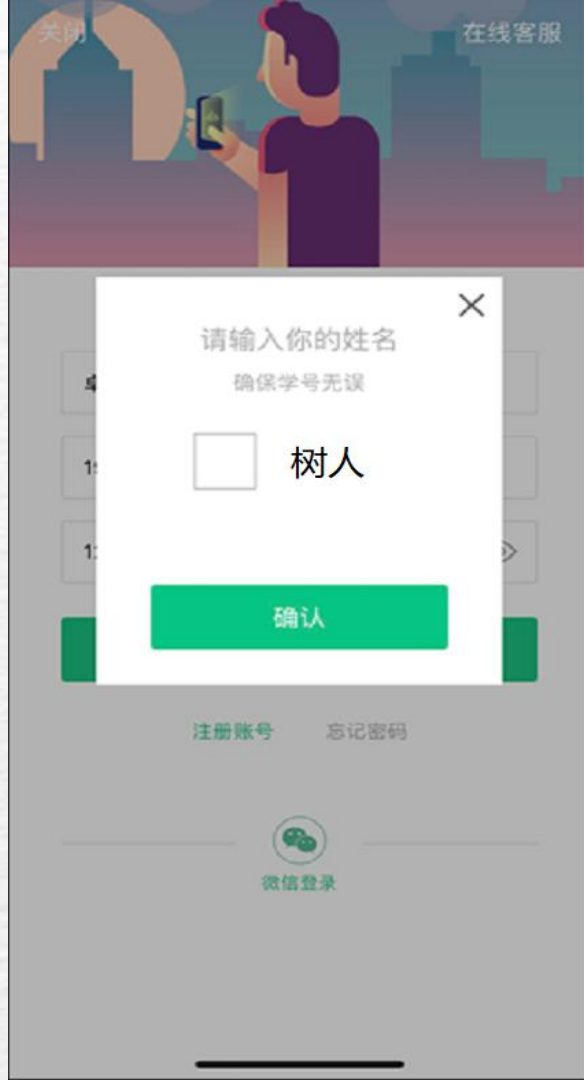 关闭 在线客服
请输入你的姓名
确保学号无误
树人
确认
注册账号 忘记密码
微信登录